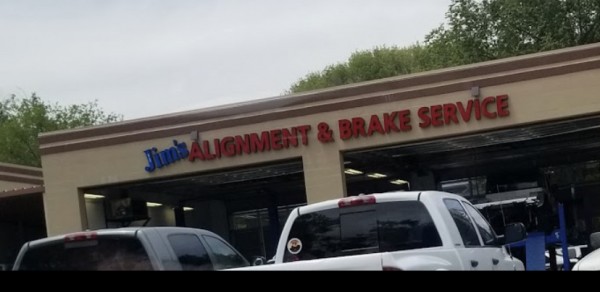 Jim's ALIGNMENT & BRAKE SERVICE